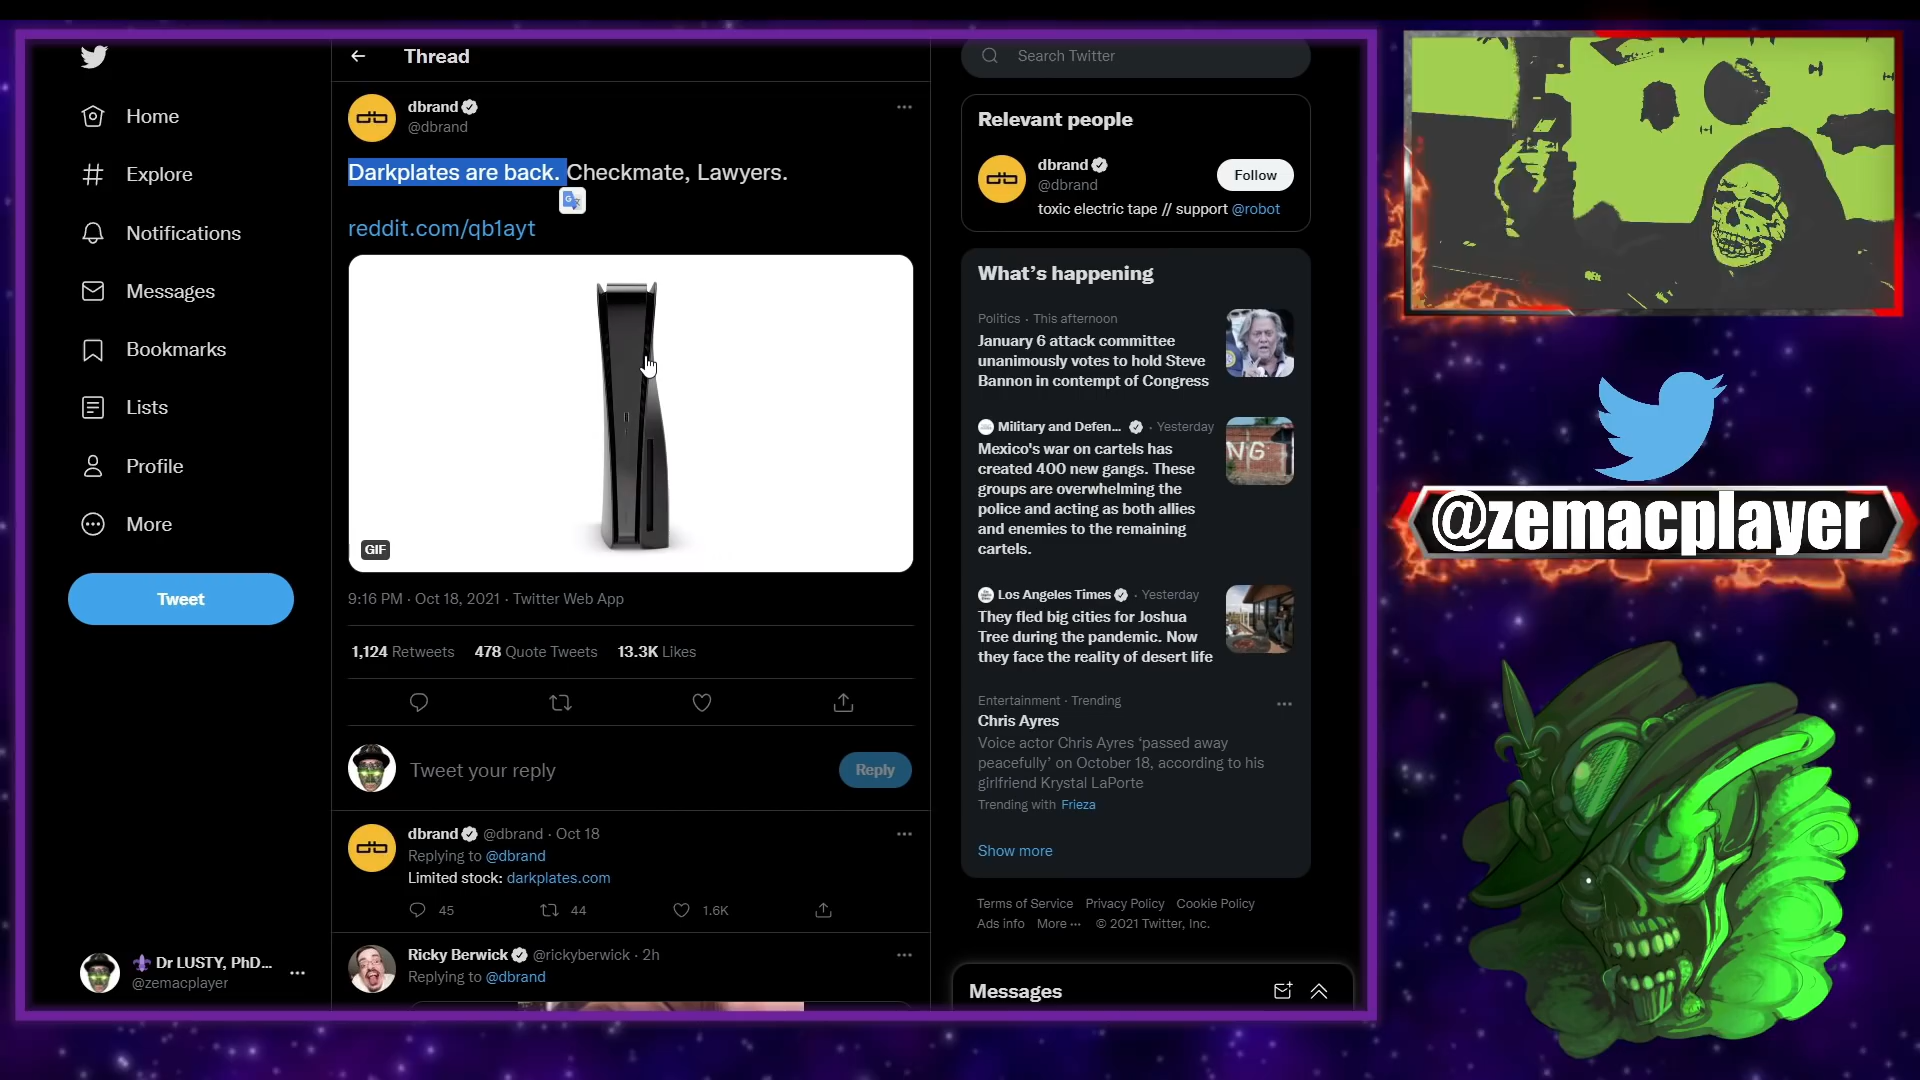 Home
Explore
Notifications
Messages
Bookmarks
Lists
Profile
More
Tweet
Dr LUSTY, PhD...
@zemacplayer
Thread
dbrand
@dbrand
Darkplates are back. Checkmate, Lawyers.
reddit.com/qb1ayt
GIF
9:16 PM · Oct 18, 2021 · Twitter Web App
1,124 Retweets 478 Quote Tweets 13.3K Likes
Tweet your reply
Reply
dbrand @dbrand · Oct 18
Replying to @dbrand
Limited stock: darkplates.com
45 44 1.6K
Ricky Berwick @rickyberwick · 2h
Replying to @dbrand
Search Twitter
Relevant people
dbrand
@dbrand
Follow
toxic electric tape // support @robot
What's happening
Politics · This afternoon
January 6 attack committee
unanimously votes to hold Steve
Bannon in contempt of Congress
Military and Defen... · Yesterday
Mexico's war on cartels has
created 400 new gangs. These
groups are overwhelming the
police and acting as both allies
and enemies to the remaining
cartels.
NG
Los Angeles Times · Yesterday
They fled big cities for Joshua
Tree during the pandemic. Now
they face the reality of desert life
Entertainment · Trending
Chris Ayres
Voice actor Chris Ayres ‘passed away
peacefully’ on October 18, according to his
girlfriend Krystal LaPorte
Trending with Frieza
Show more
Terms of Service Privacy Policy Cookie Policy
Ads info More ··· © 2021 Twitter, Inc.
Messages
@zemacplayer